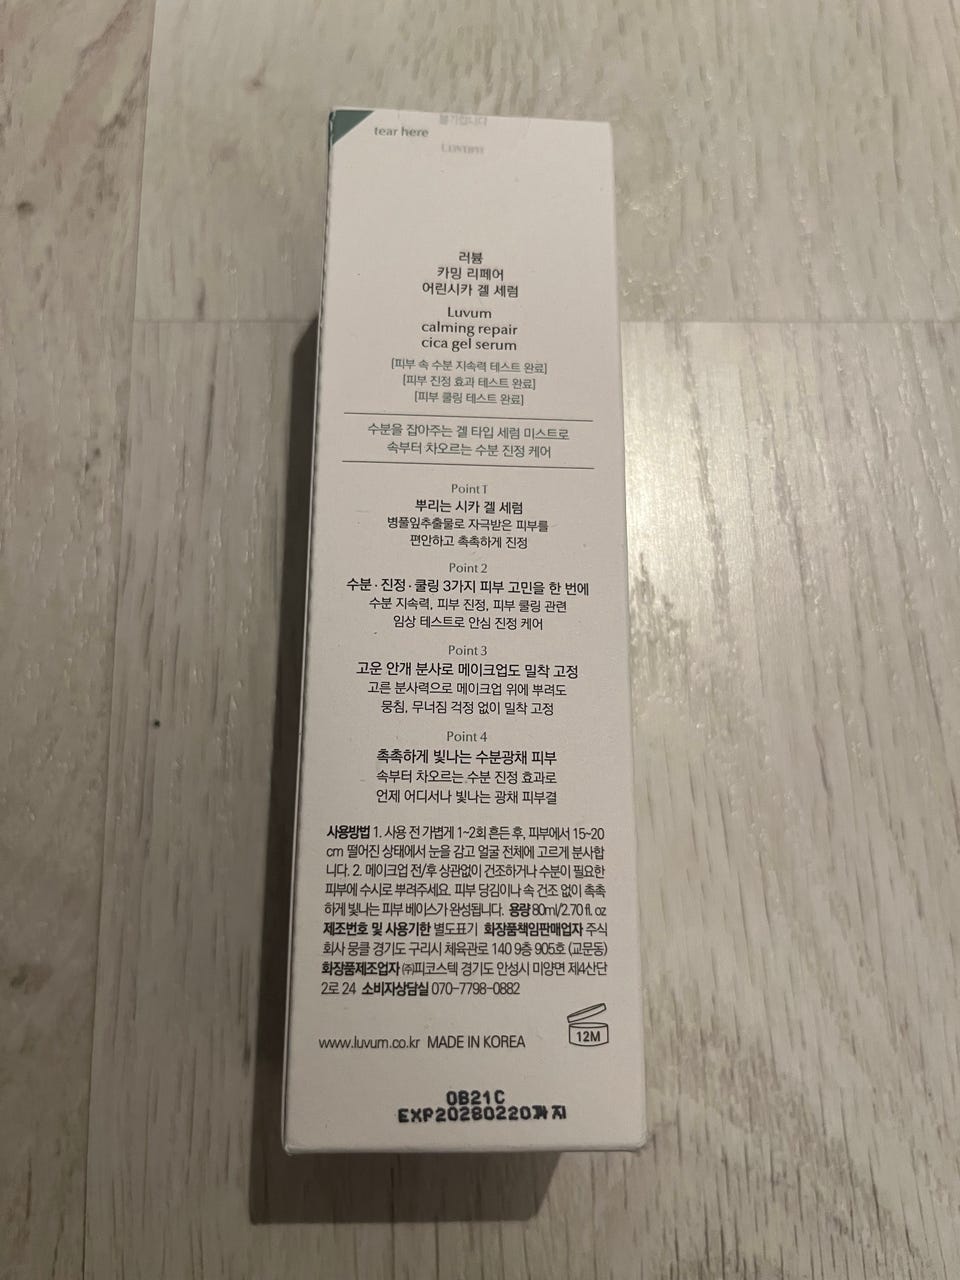 tear here
러븀
카밍 리페어
어린시카 겔 세럼
Luvum
calming repair
cica gel serum
[피부 속 수분 지속력 테스트 완료]
[피부 진정 효과 테스트 완료]
[피부 쿨링 테스트 완료]
수분을 잡아주는 겔 타입 세럼 미스트로
속부터 차오르는 수분 진정 케어
Point 1
뿌리는 시카 겔 세럼
병풀잎추출물로 자극받은 피부를
편안하고 촉촉하게 진정
Point 2
수분·진정·쿨링 3가지 피부 고민을 한 번에
수분 지속력, 피부 진정, 피부 쿨링 관련
임상 테스트로 안심 진정 케어
Point 3
고운 안개 분사로 메이크업도 밀착 고정
고른 분사력으로 메이크업 위에 뿌려도
뭉침, 무너짐 걱정 없이 밀착 고정
Point 4
촉촉하게 빛나는 수분광채 피부
속부터 차오르는 수분 진정 효과로
언제 어디서나 빛나는 광채 피부결
사용방법 1. 사용 전 가볍게 1~2회 흔든 후, 피부에서 15~20
cm 떨어진 상태에서 눈을 감고 얼굴 전체에 고르게 분사합
니다. 2. 메이크업 전/후 상관없이 건조하거나 수분이 필요한
피부에 수시로 뿌려주세요. 피부 당김이나 속 건조 없이 촉촉
하게 빛나는 피부 베이스가 완성됩니다. 용량 80ml/2.70 fl. oz
제조번호 및 사용기한 별도표기 화장품책임판매업자 주식
회사 뭉클 경기도 구리시 체육관로 140 9층 905호 (교문동)
화장품제조업자 ㈜피코스텍 경기도 안성시 미양면 제4산단
2로 24 소비자상담실 070-7798-0882
12M
www.luvum.co.kr MADE IN KOREA
0B21C
EXP20280220까지